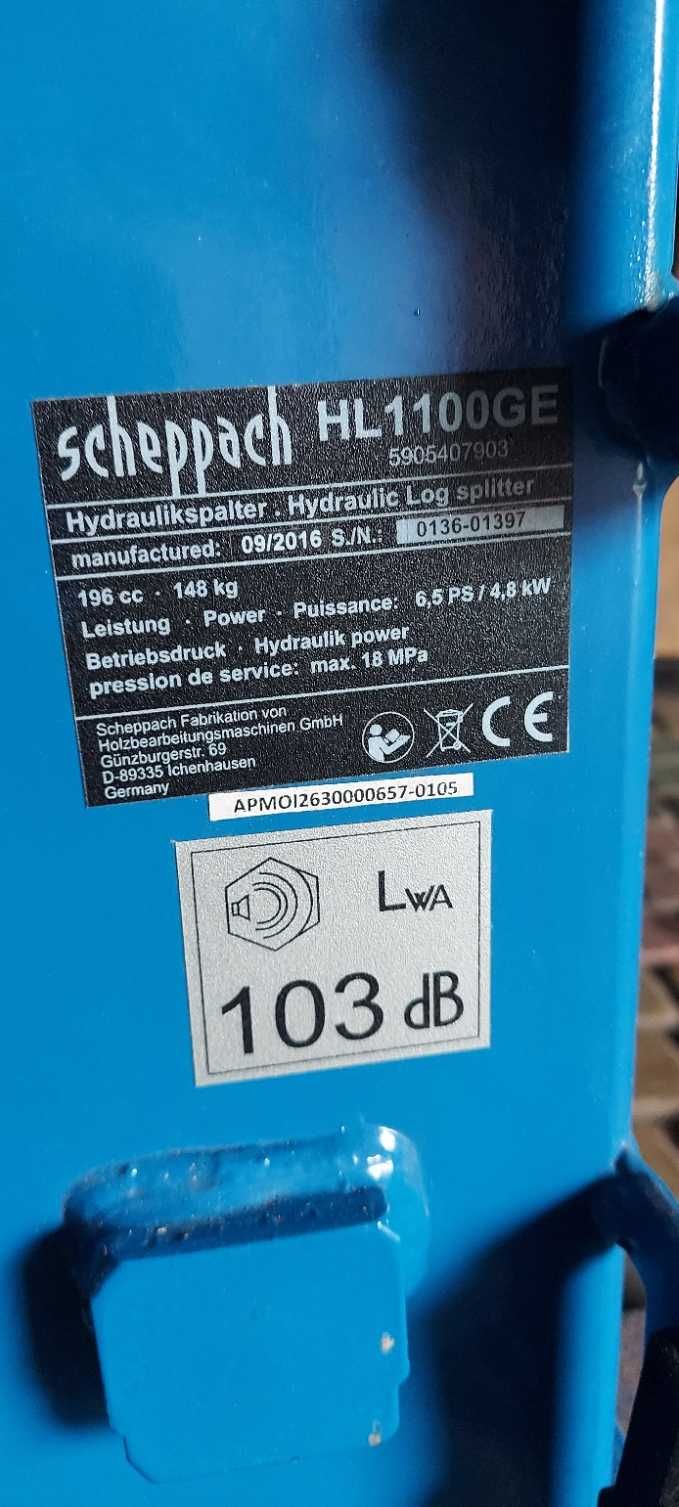 scheppach HL1100GE
5905407903
Hydraulikspalter . Hydraulic Log splitter
manufactured: 09/2016 S./N.: 0136-01397
196 cc · 148 kg
Leistung · Power · Puissance: 6,5 PS / 4,8 kW
Betriebsdruck · Hydraulik power
pression de service: max. 18 MPa
Scheppach Fabrikation von
Holzbearbeitungsmaschinen GmbH
Günzburgerstr. 69
D-89335 Ichenhausen
Germany
CE
APMOI2630000657-0105
LWA
103 dB